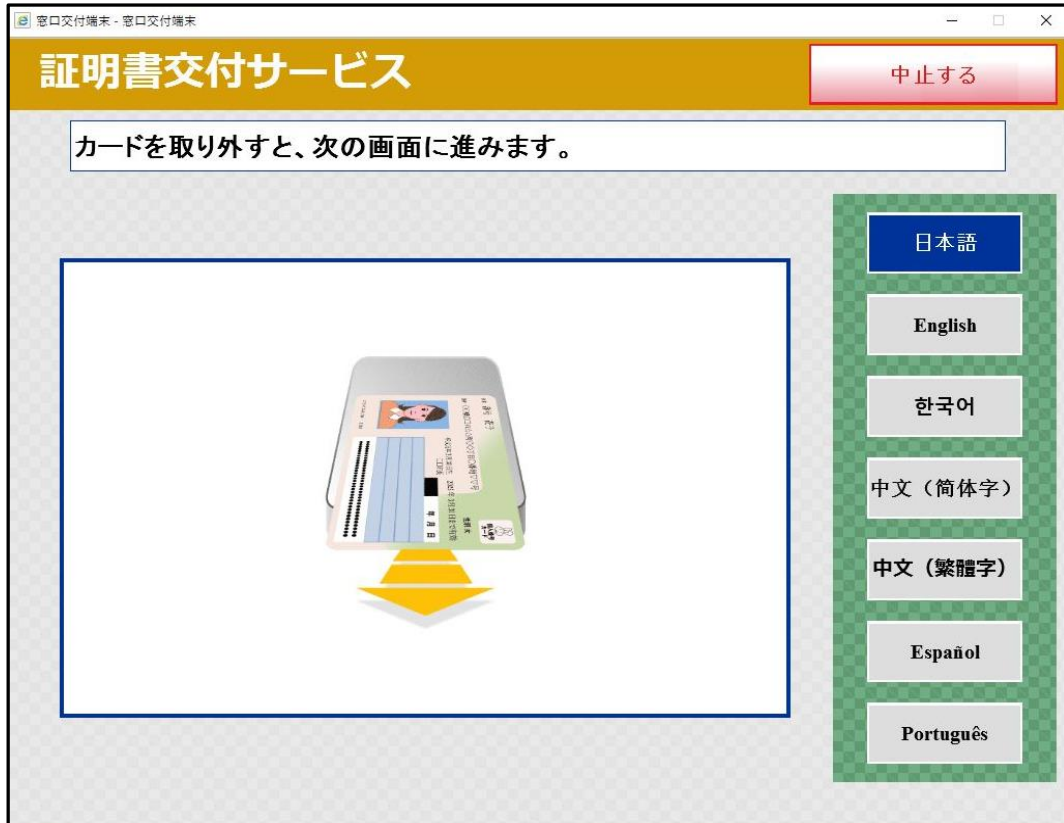 窓口交付端末 - 窓口交付端末
証明書交付サービス
中止する
カードを取り外すと、次の画面に進みます。
日本語
English
한국어
中文（简体字）
中文（繁體字）
Español
Português
年 月 日